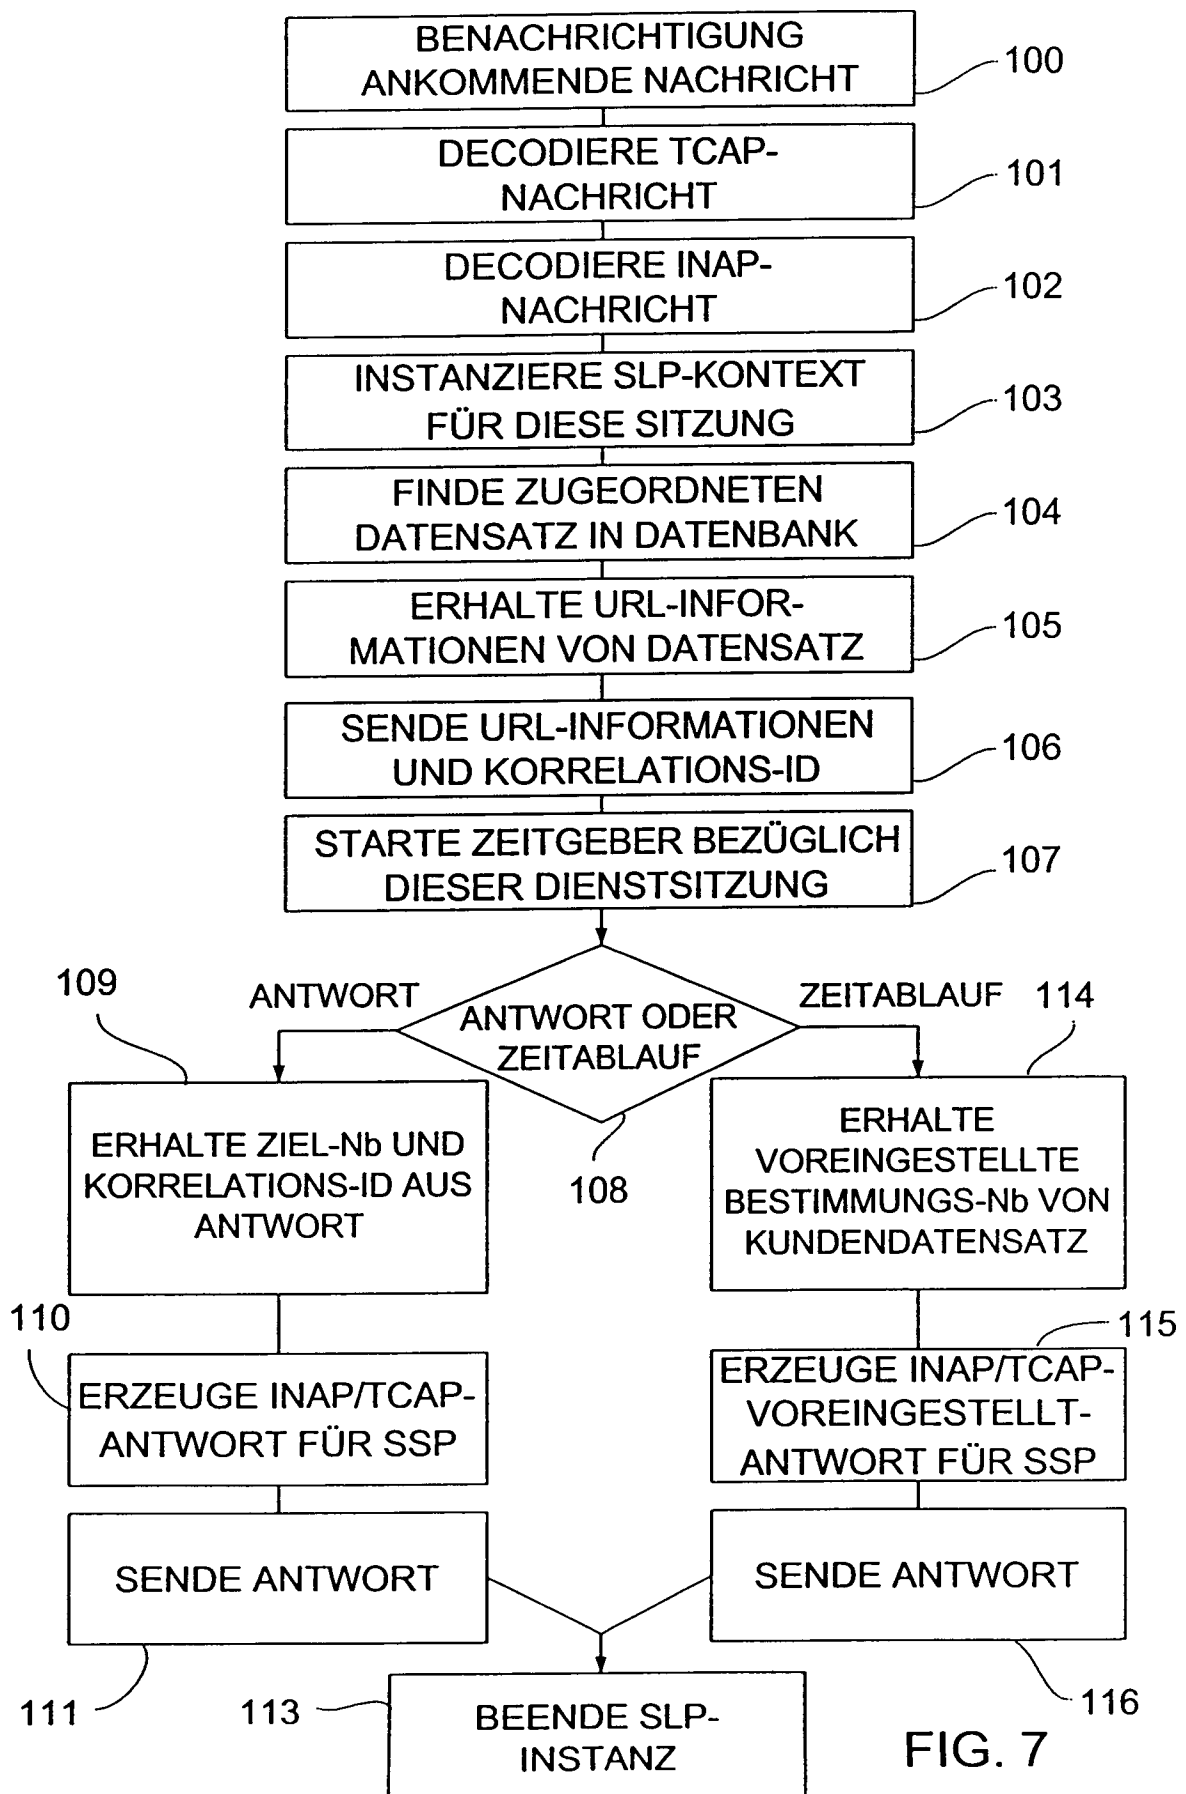 BENACHRICHTIGUNG
ANKOMMENDE NACHRICHT
100
DECODIERE TCAP-
NACHRICHT
101
DECODIERE INAP-
NACHRICHT
102
INSTANZIERE SLP-KONTEXT
FÜR DIESE SITZUNG
103
FINDE ZUGEORDNETEN
DATENSATZ IN DATENBANK
104
ERHALTE URL-INFOR-
MATIONEN VON DATENSATZ
105
SENDE URL-INFORMATIONEN
UND KORRELATIONS-ID
106
STARTE ZEITGEBER BEZÜGLICH
DIESER DIENSTSITZUNG
107
ANTWORT ODER
ZEITABLAUF
108
ANTWORT
109
ERHALTE ZIEL-Nb UND
KORRELATIONS-ID AUS
ANTWORT
110
ERZEUGE INAP/TCAP-
ANTWORT FÜR SSP
SENDE ANTWORT
111
ZEITABLAUF
114
ERHALTE
VOREINGESTELLTE
BESTIMMUNGS-Nb VON
KUNDENDATENSATZ
115
ERZEUGE INAP/TCAP-
VOREINGESTELLT-
ANTWORT FÜR SSP
SENDE ANTWORT
116
113
BEENDE SLP-
INSTANZ
FIG. 7